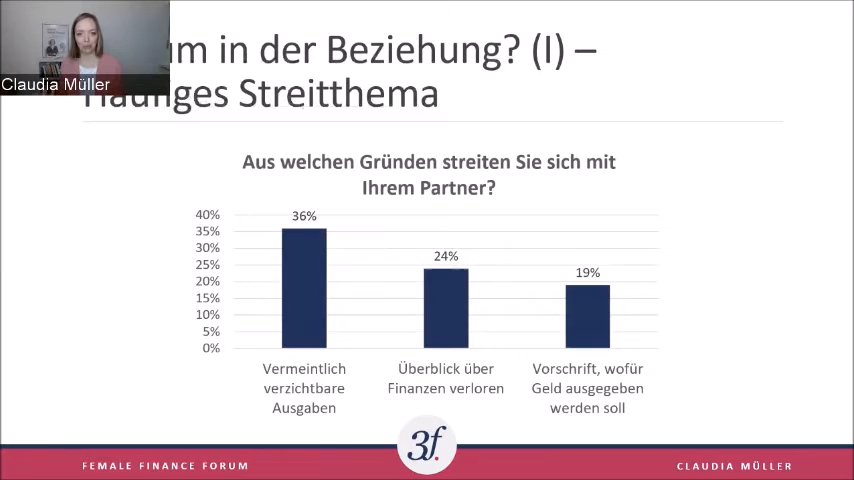 um in der Beziehung? (I) –
Claudia Müller
Häufiges Streitthema
Aus welchen Gründen streiten Sie sich mit
Ihrem Partner?
40%
35%
30%
25%
20%
15%
10%
5%
0%
36%
24%
19%
Vermeintlich
verzichtbare
Ausgaben
Überblick über
Finanzen verloren
Vorschrift, wofür
Geld ausgegeben
werden soll
FEMALE FINANCE FORUM
3f.
CLAUDIA MÜLLER